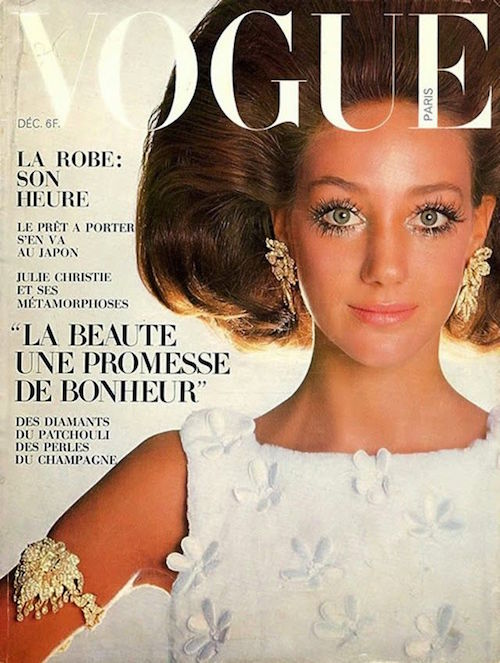 VOGUE
PARIS
DÉC. 6F.
LA ROBE:
SON
HEURE
LE PRÊT A PORTER
S'EN VA
AU JAPON
JULIE CHRISTIE
ET SES
MÉTAMORPHOSES
“LA BEAUTE
UNE PROMESSE
DE BONHEUR”
DES DIAMANTS
DU PATCHOULI
DES PERLES
DU CHAMPAGNE